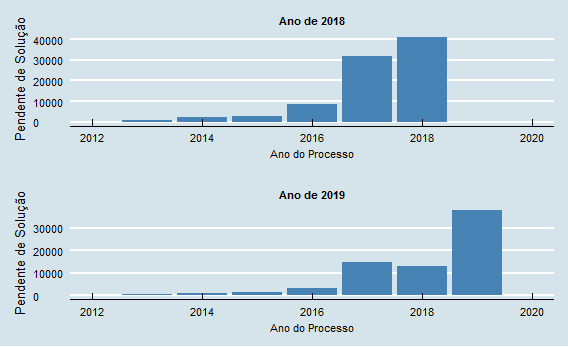 Ano de 2018
Pendente de Solução
40000
30000
20000
10000
0
2012 2014 2016 2018 2020
Ano do Processo
Ano de 2019
Pendente de Solução
30000
20000
10000
0
2012 2014 2016 2018 2020
Ano do Processo